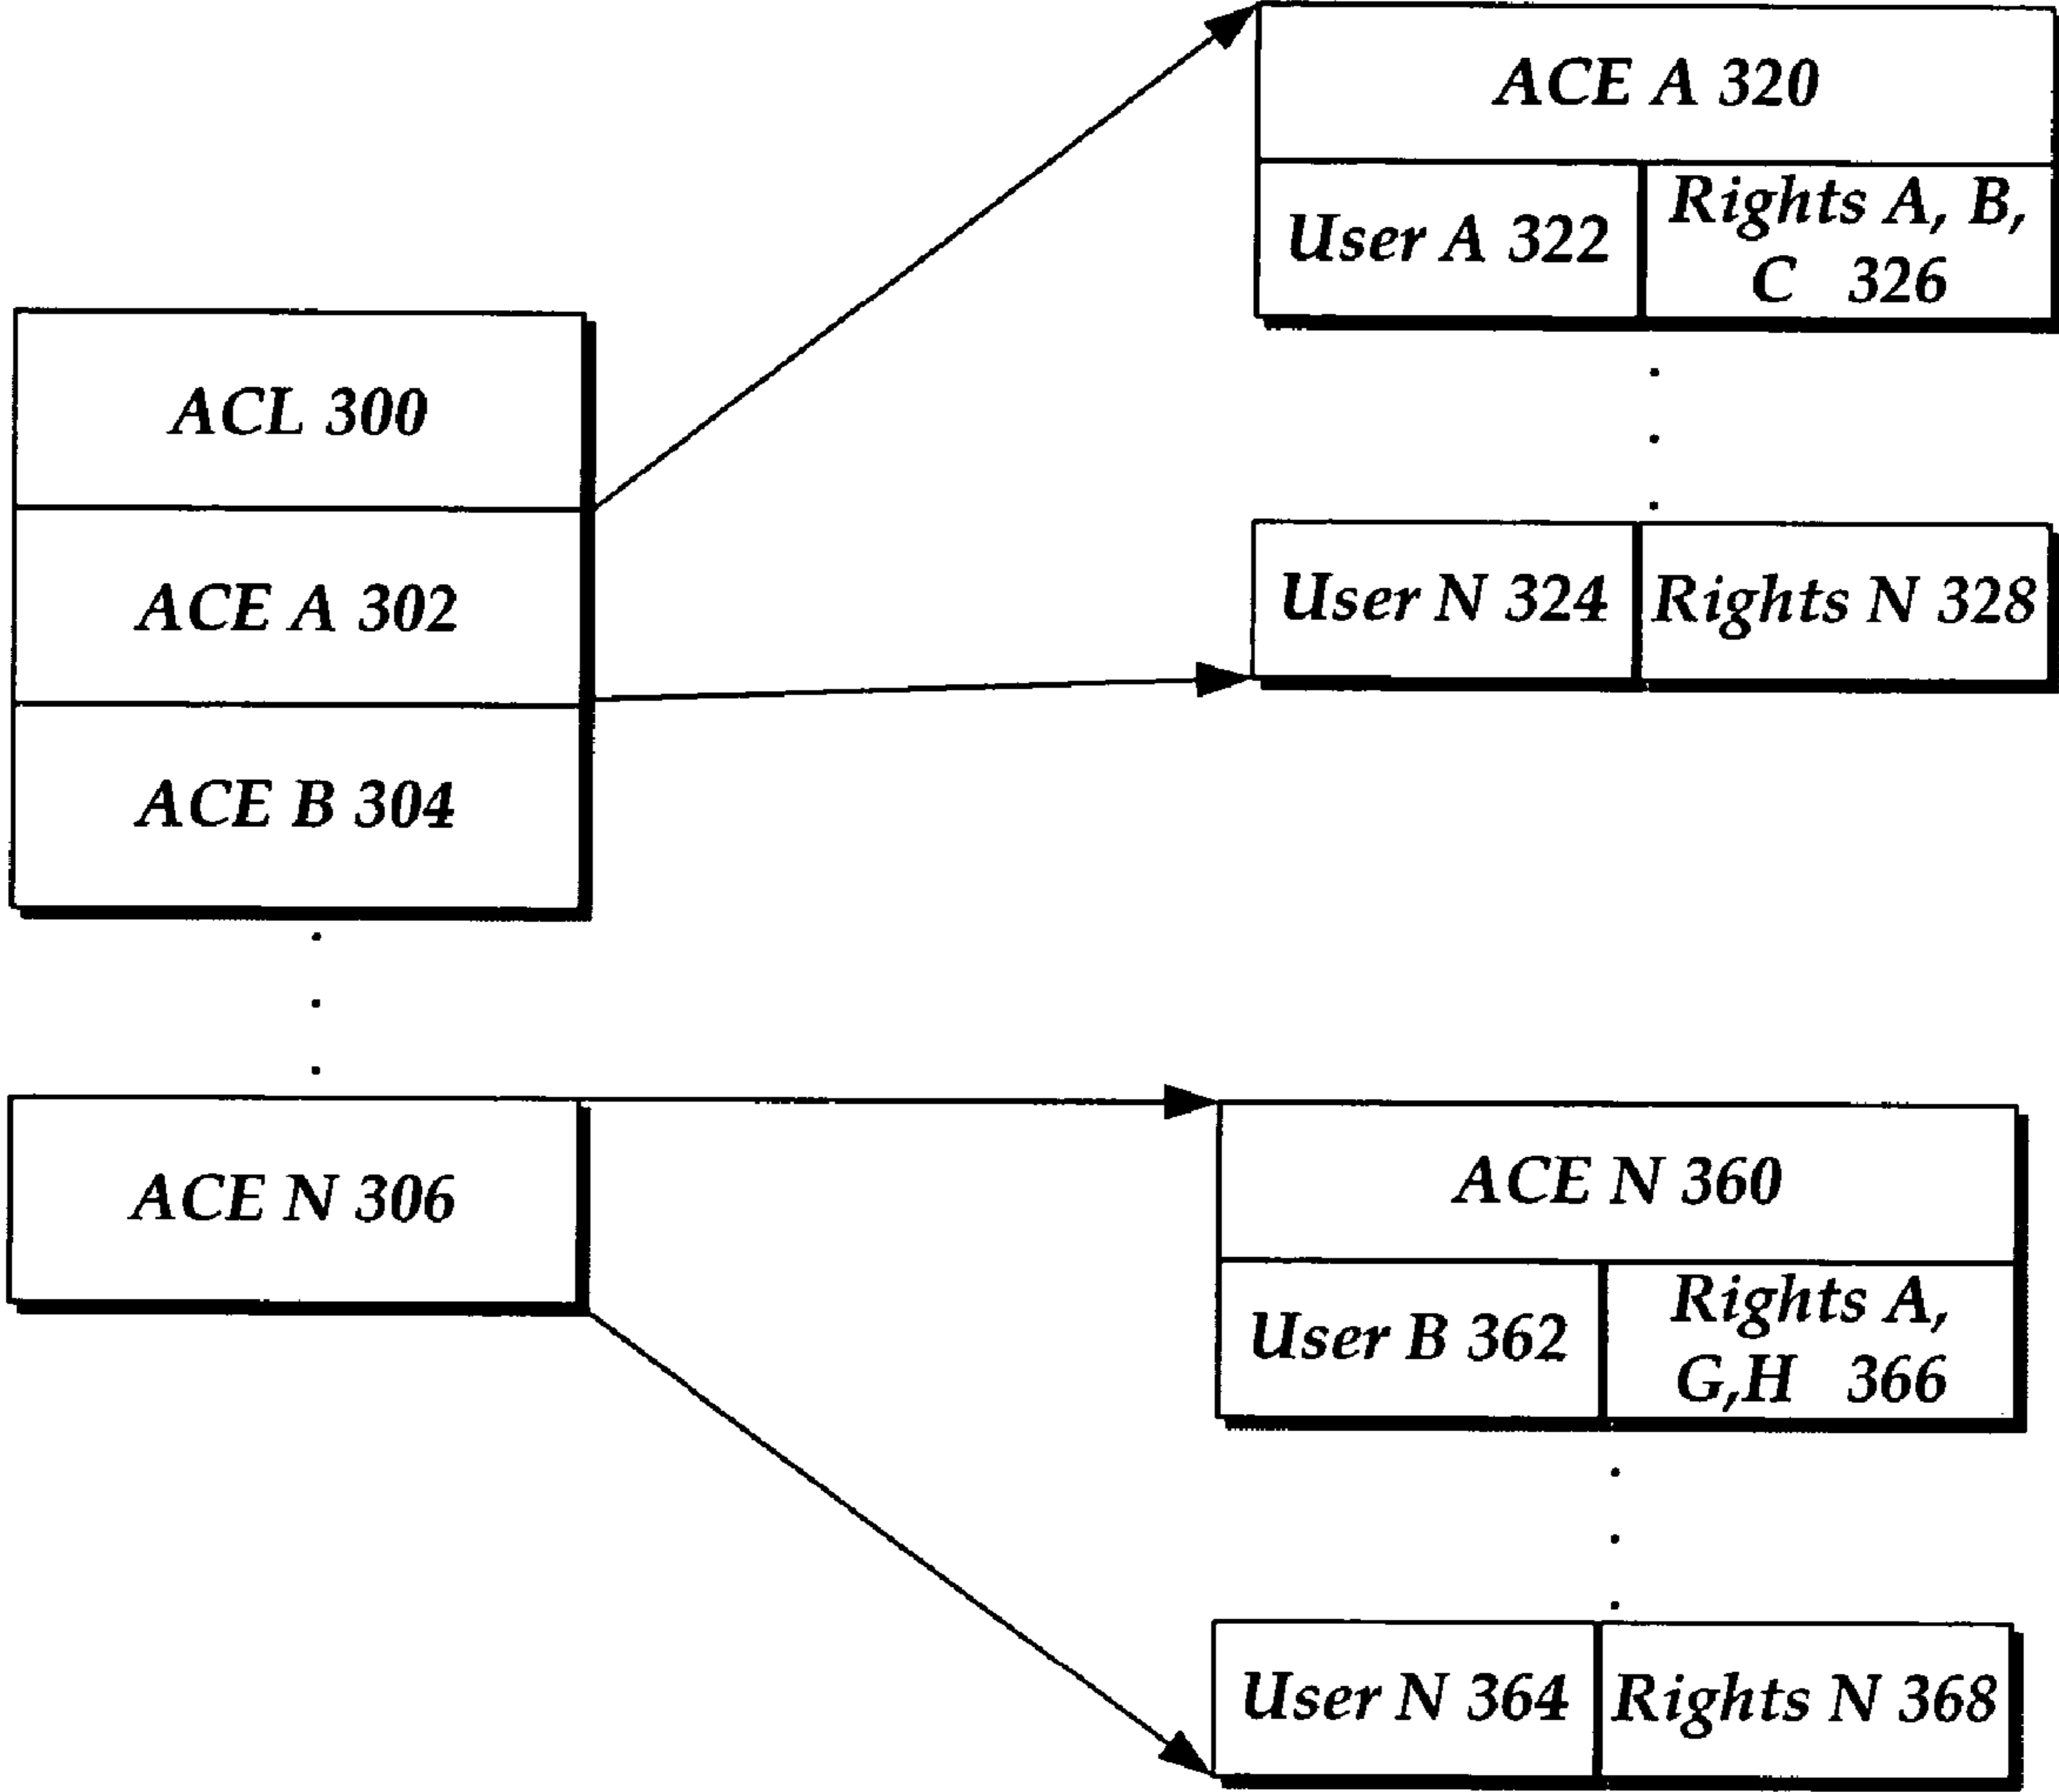 ACL 300
ACE A 302
ACE B 304
ACE N 306
ACE A 320
User A 322
Rights A, B,
C 326
User N 324
Rights N 328
ACE N 360
User B 362
Rights A,
G,H 366
User N 364
Rights N 368